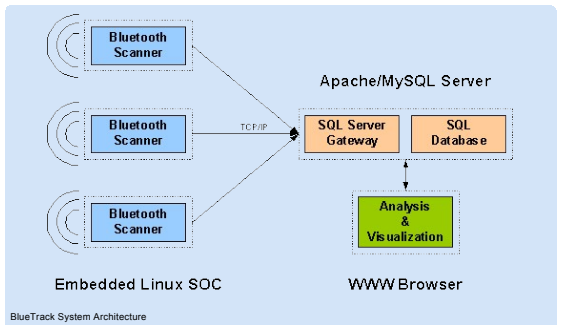 Bluetooth
Scanner
Apache/MySQL Server
Bluetooth
Scanner
TCP/IP
SQL Server
Gateway
SQL
Database
Bluetooth
Scanner
Analysis
&
Visualization
Embedded Linux SOC
WWW Browser
BlueTrack System Architecture